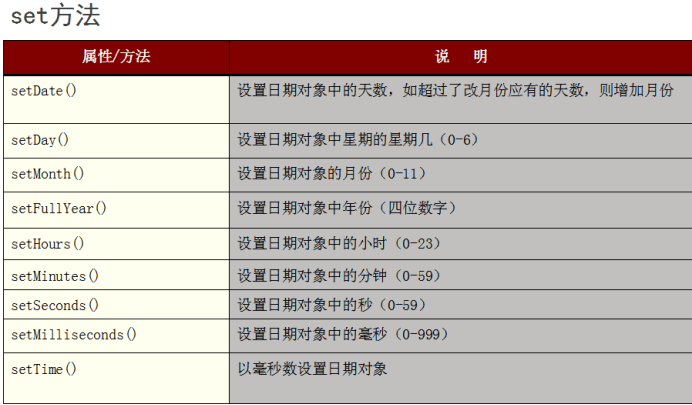 set方法
属性/方法 说 明
setDate() 设置日期对象中的天数，如超过了改月份应有的天数，则增加月份
setDay() 设置日期对象中星期的星期几（0-6）
setMonth() 设置日期对象的月份（0-11）
setFullYear() 设置日期对象中年份（四位数字）
setHours() 设置日期对象中的小时（0-23）
setMinutes() 设置日期对象中的分钟（0-59）
setSeconds() 设置日期对象中的秒（0-59）
setMilliseconds() 设置日期对象中的毫秒（0-999）
setTime() 以毫秒数设置日期对象